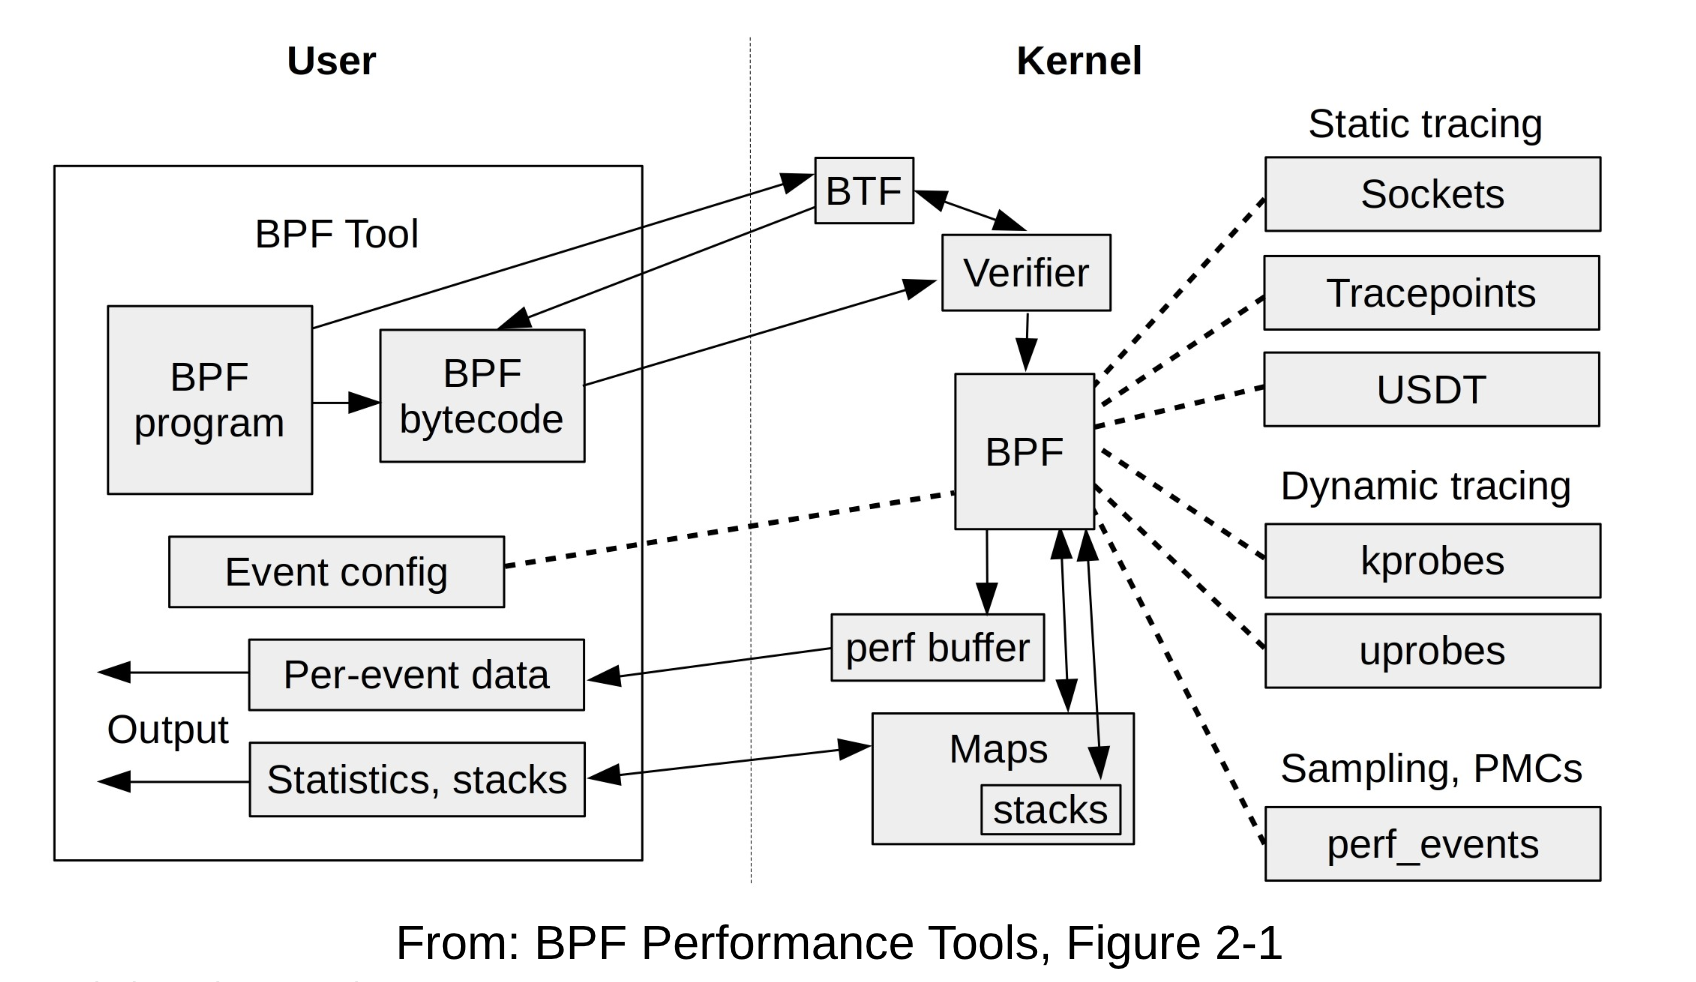 User
Kernel
BPF Tool
BPF
program
BPF
bytecode
Event config
Per-event data
Output
Statistics, stacks
BTF
Verifier
BPF
perf buffer
Maps
stacks
Static tracing
Sockets
Tracepoints
USDT
Dynamic tracing
kprobes
uprobes
Sampling, PMCs
perf_events
From: BPF Performance Tools, Figure 2-1